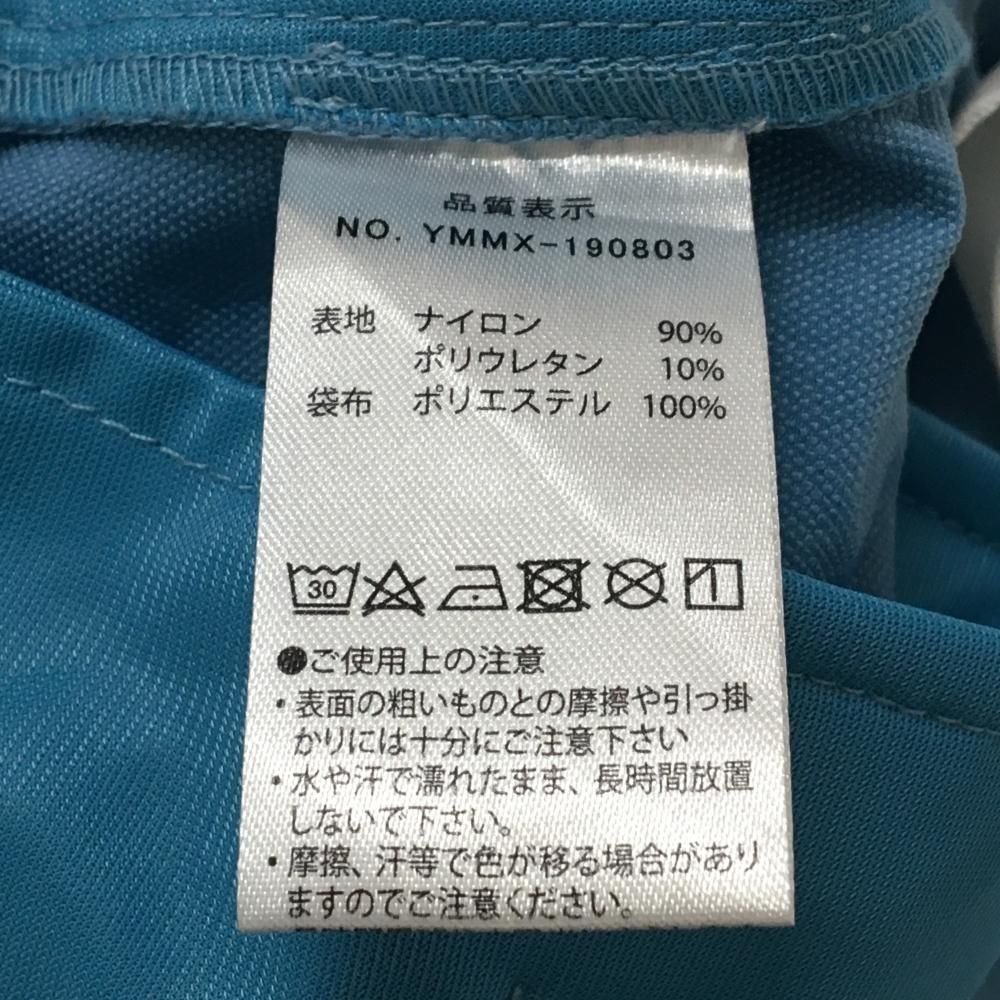 品質表示
NO. YMMX-190803
表地 ナイロン 90%
ポリウレタン 10%
袋布 ポリエステル 100%
30
●ご使用上の注意
・表面の粗いものとの摩擦や引っ掛
かりには十分にご注意下さい
・水や汗で濡れたまま、長時間放置
しないで下さい。
・摩擦、汗等で色が移る場合があり
ますのでご注意ください。